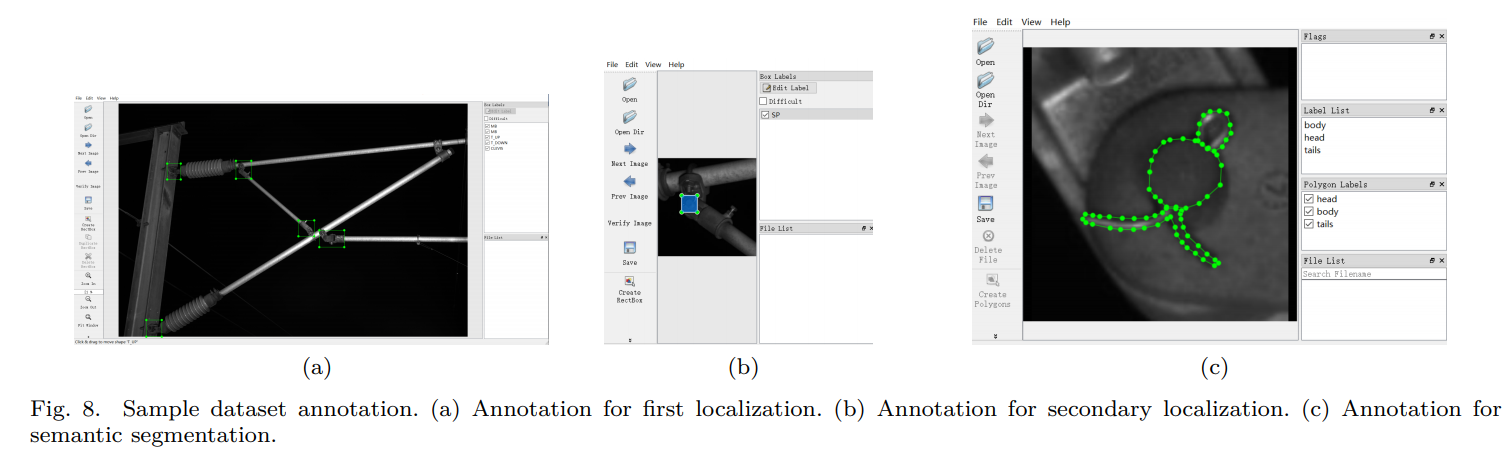 File Edit View Help
Open
Open Dir
Next Image
Prev Image
Verify Image
Save
Create
RectBox
Duplicate
RectBox
Delete
RectBox
Zoom In
Zoom Out
Fit Window
Click & drag to move shape 'T_UP'
Box Labels
Edit Label
Difficult
MB
MB
T_UP
T_DOWN
CLEVIS
File List
(a)
File Edit View Help
Open
Open Dir
Next Image
Prev Image
Verify Image
Save
Create
RectBox
Box Labels
Edit Label
Difficult
SP
File List
(b)
File Edit View Help
Open
Open
Dir
Next
Image
Prev
Image
Save
Delete
File
Create
Polygons
Flags
Label List
body
head
tails
Polygon Labels
head
body
tails
File List
Search Filename
(c)
Fig. 8. Sample dataset annotation. (a) Annotation for first localization. (b) Annotation for secondary localization. (c) Annotation for
semantic segmentation.